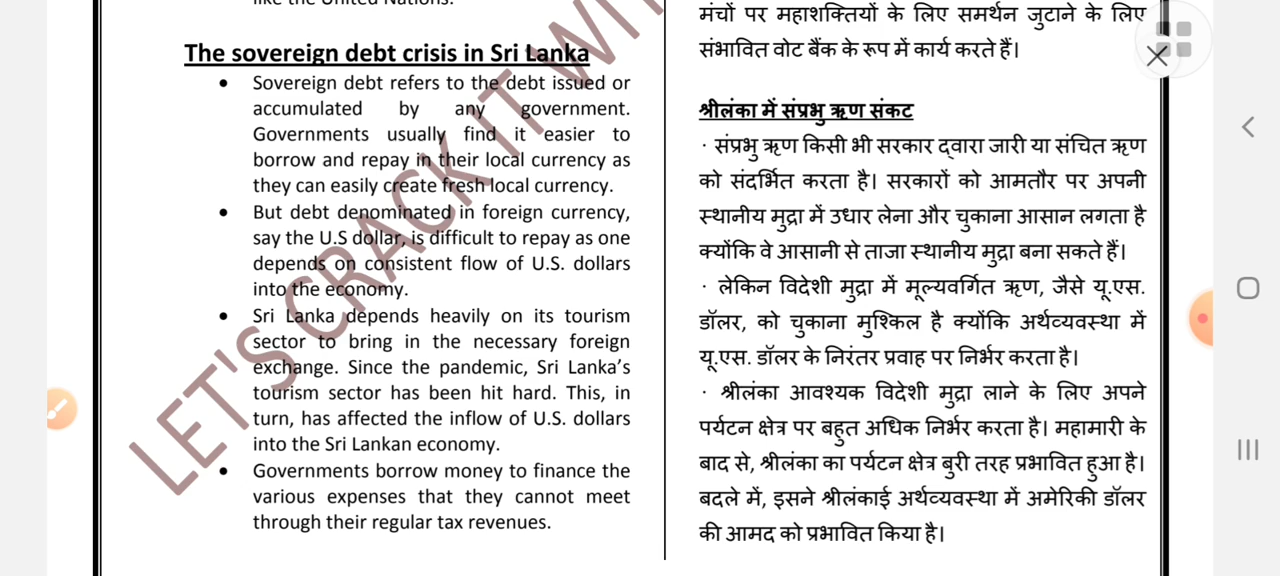 like the United Nations.
The sovereign debt crisis in Sri Lanka
• Sovereign debt refers to the debt issued or
accumulated by any government.
Governments usually find it easier to
borrow and repay in their local currency as
they can easily create fresh local currency.
• But debt denominated in foreign currency,
say the U.S dollar, is difficult to repay as one
depends on consistent flow of U.S. dollars
into the economy.
• Sri Lanka depends heavily on its tourism
sector to bring in the necessary foreign
exchange. Since the pandemic, Sri Lanka's
tourism sector has been hit hard. This, in
turn, has affected the inflow of U.S. dollars
into the Sri Lankan economy.
• Governments borrow money to finance the
various expenses that they cannot meet
through their regular tax revenues.
मंचों पर महाशक्तियों के लिए समर्थन जुटाने के लिए
संभावित वोट बैंक के रूप में कार्य करते हैं।
श्रीलंका में संप्रभु ऋण संकट
· संप्रभु ऋण किसी भी सरकार द्वारा जारी या संचित ऋण
को संदर्भित करता है। सरकारों को आमतौर पर अपनी
स्थानीय मुद्रा में उधार लेना और चुकाना आसान लगता है
क्योंकि वे आसानी से ताजा स्थानीय मुद्रा बना सकते हैं।
· लेकिन विदेशी मुद्रा में मूल्यवर्गित ऋण, जैसे यू.एस.
डॉलर, को चुकाना मुश्किल है क्योंकि अर्थव्यवस्था में
यू.एस. डॉलर के निरंतर प्रवाह पर निर्भर करता है।
· श्रीलंका आवश्यक विदेशी मुद्रा लाने के लिए अपने
पर्यटन क्षेत्र पर बहुत अधिक निर्भर करता है। महामारी के
बाद से, श्रीलंका का पर्यटन क्षेत्र बुरी तरह प्रभावित हुआ है।
बदले में, इसने श्रीलंकाई अर्थव्यवस्था में अमेरिकी डॉलर
की आमद को प्रभावित किया है।
LET'S CRACK IT WI